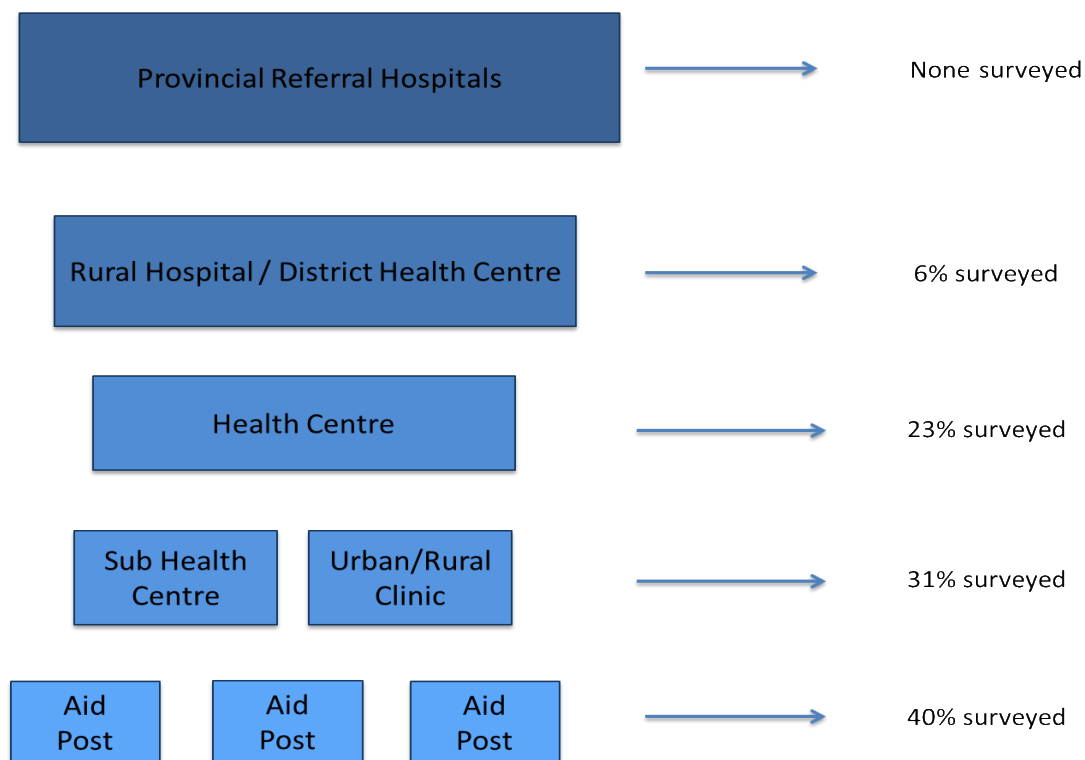 Provincial Referral Hospitals
None surveyed
Rural Hospital / District Health Centre
6% surveyed
Health Centre
23% surveyed
Sub Health
Centre
Urban/Rural
Clinic
31% surveyed
Aid
Post
Aid
Post
Aid
Post
40% surveyed